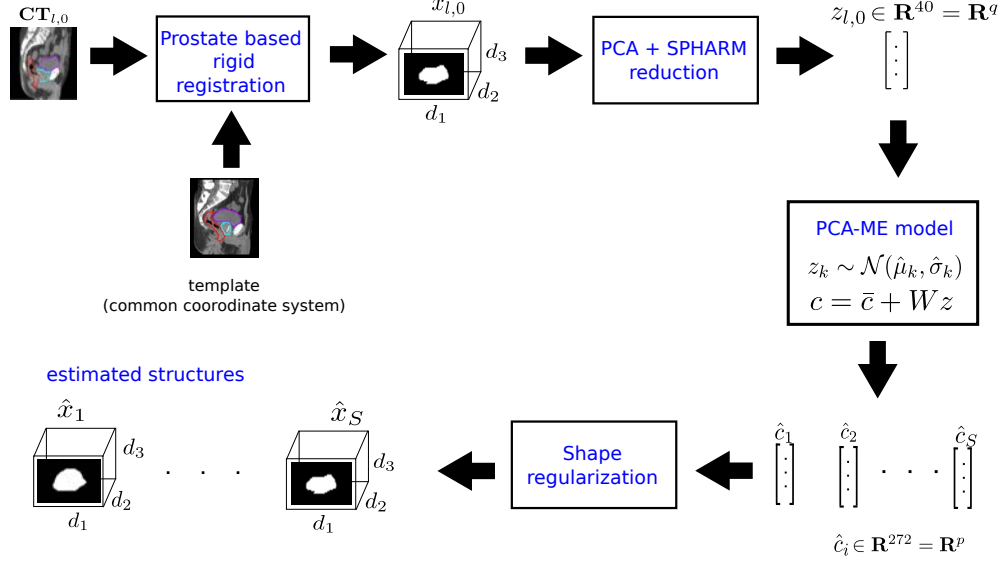 CT_{l,0}
x_{l,0}
z_{l,0} ∈ R^{40} = R^q
Prostate based
rigid
registration
d_3
d_2
d_1
PCA + SPHARM
reduction
PCA-ME model
z_k ∼ N(μ̂_k, σ̂_k)
c = c̄ + Wz
template
(common coorodinate system)
estimated structures
x̂_1
d_3
d_2
d_1
. . .
x̂_S
d_3
d_2
d_1
Shape
regularization
ĉ_1 ĉ_2 . . . ĉ_S
ĉ_i ∈ R^{272} = R^p